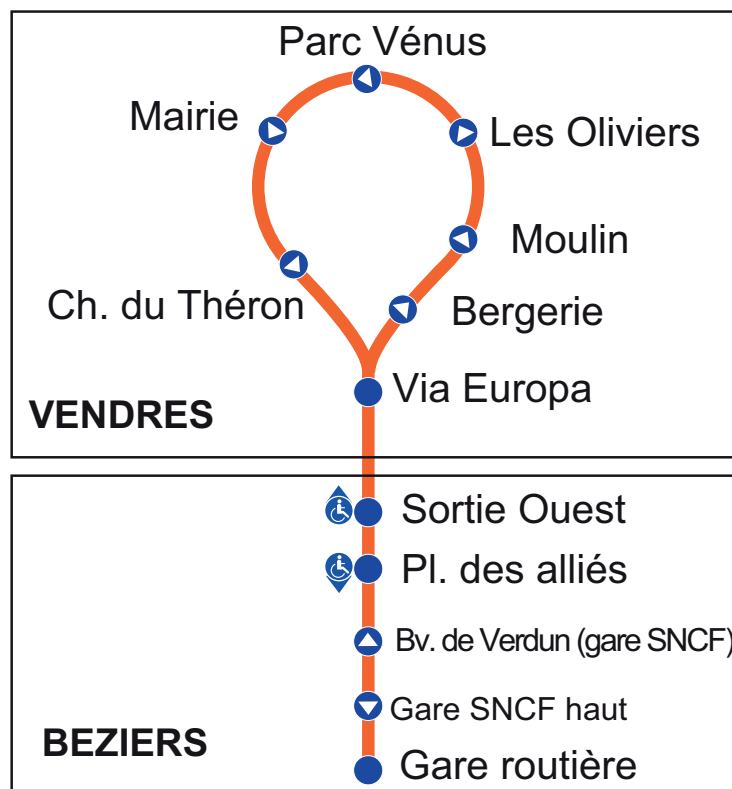 Parc Vénus
Mairie
Les Oliviers
Moulin
Ch. du Théron
Bergerie
Via Europa
VENDRES
Sortie Ouest
Pl. des alliés
Bv. de Verdun (gare SNCF)
Gare SNCF haut
BEZIERS
Gare routière